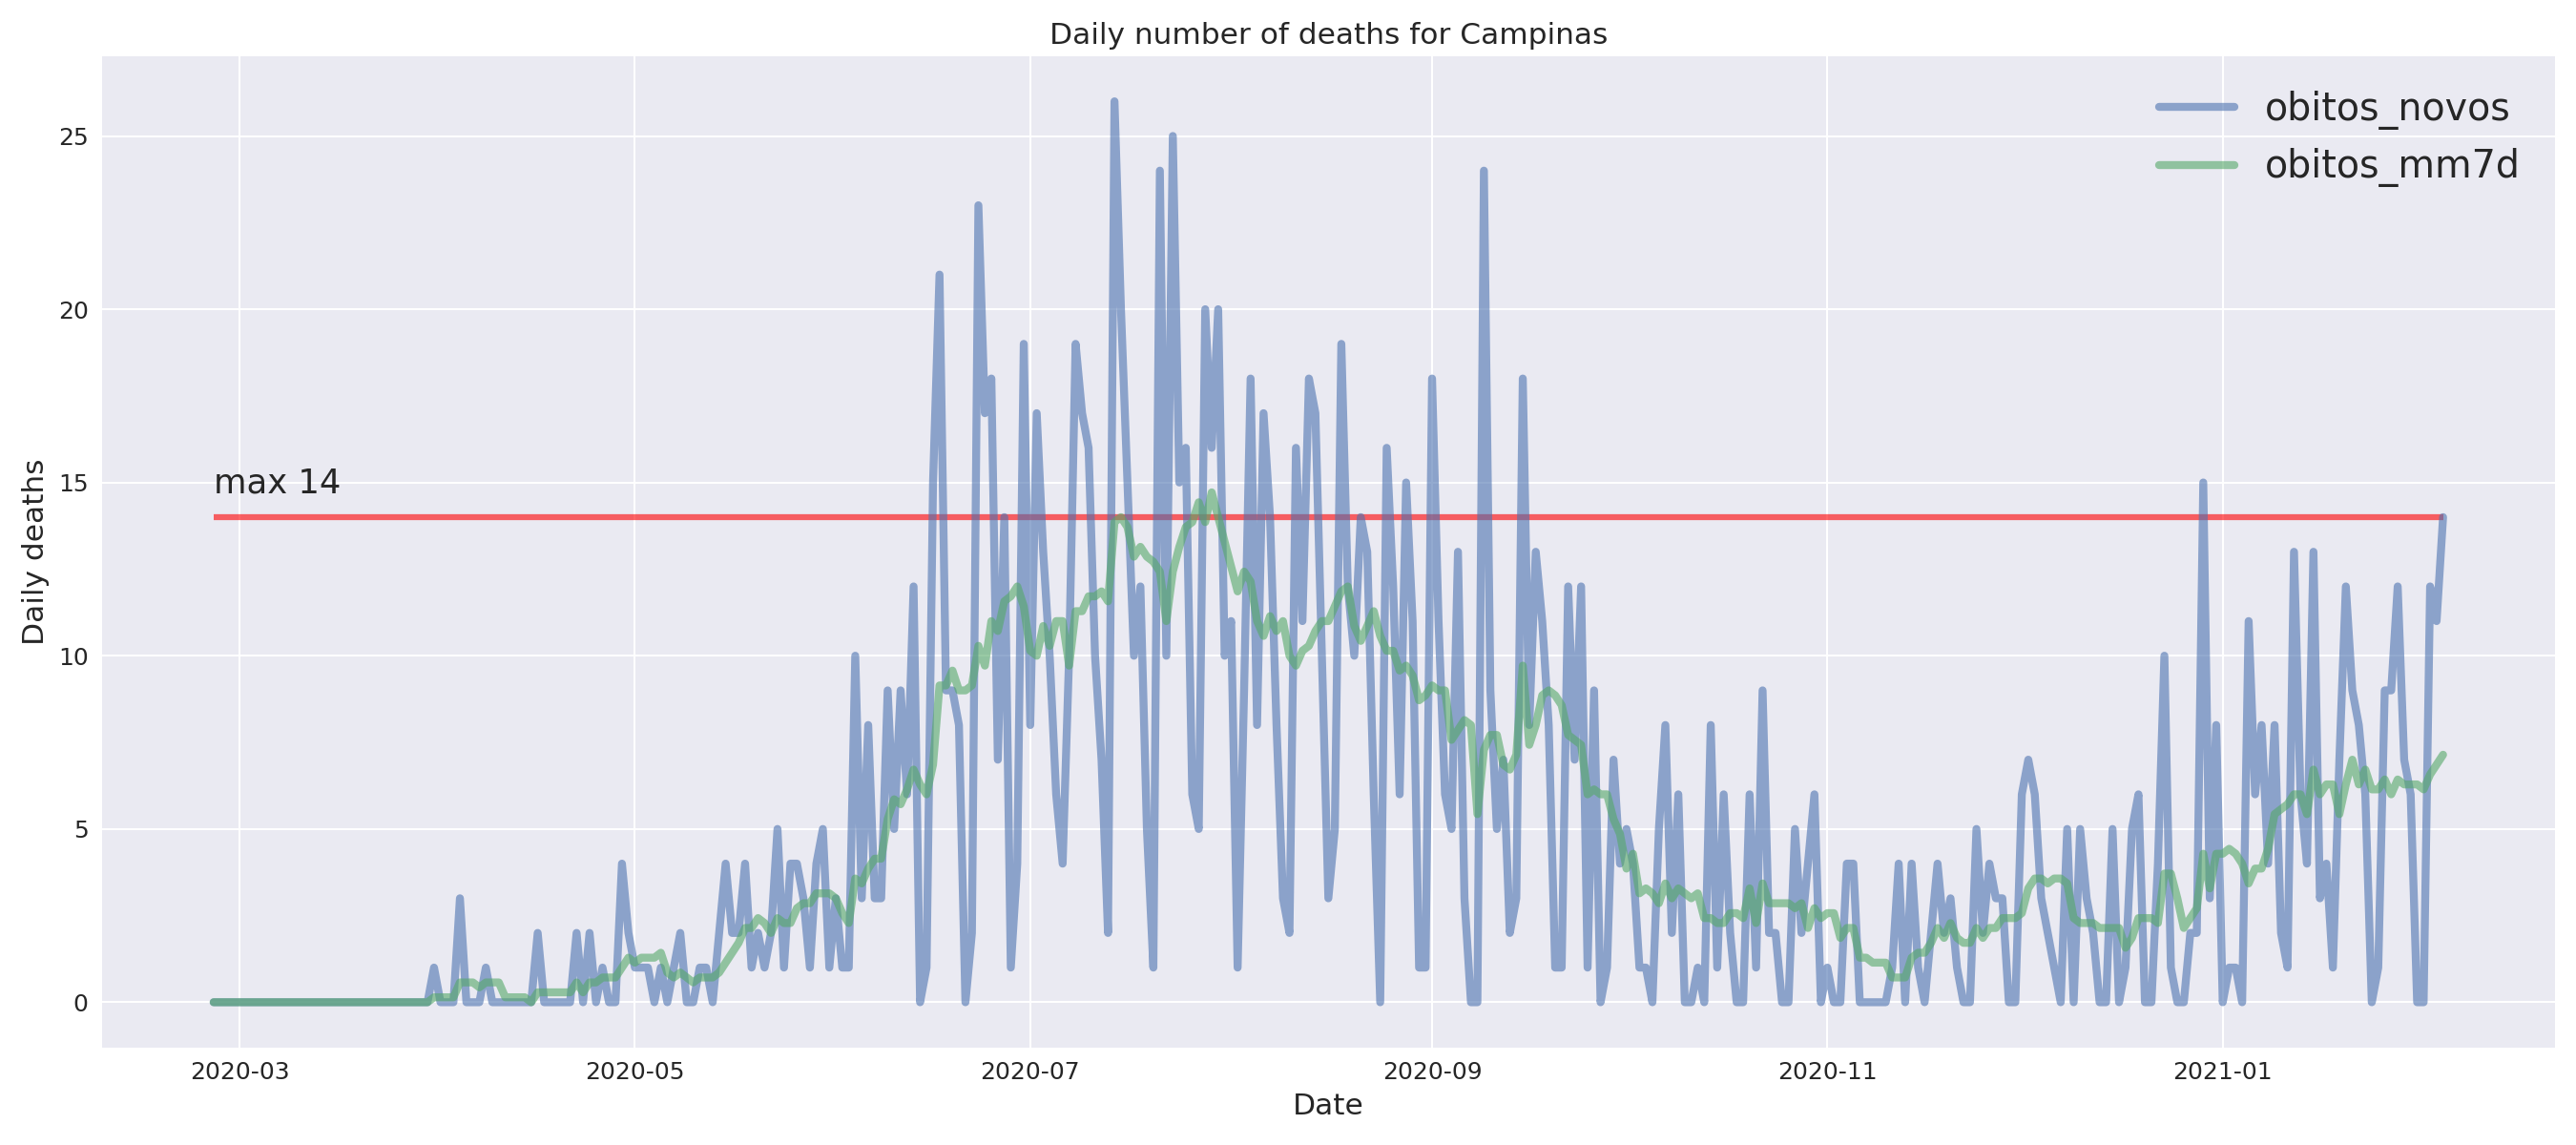 Daily number of deaths for Campinas
obitos_novos
obitos_mm7d
max 14
Daily deaths
25
20
15
10
5
0
2020-03
2020-05
2020-07
2020-09
2020-11
2021-01
Date